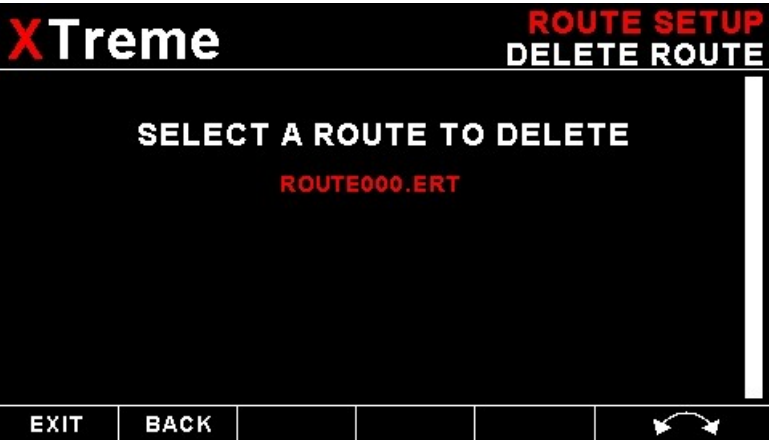 XTreme
ROUTE SETUP
DELETE ROUTE
SELECT A ROUTE TO DELETE
ROUTE000.ERT
EXIT
BACK